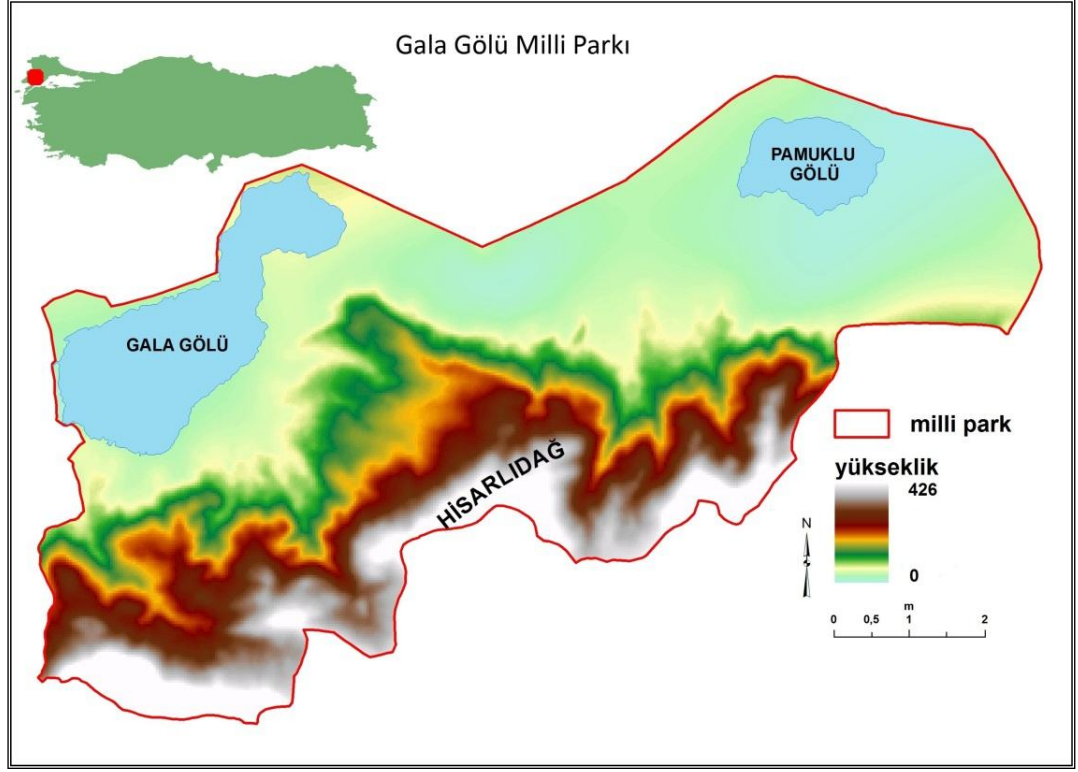 Gala Gölü Milli Parkı
PAMUKLU
GÖLÜ
GALA GÖLÜ
HİSARLIDAĞ
milli park
yükseklik
426
0
N
m
0 0,5 1 2